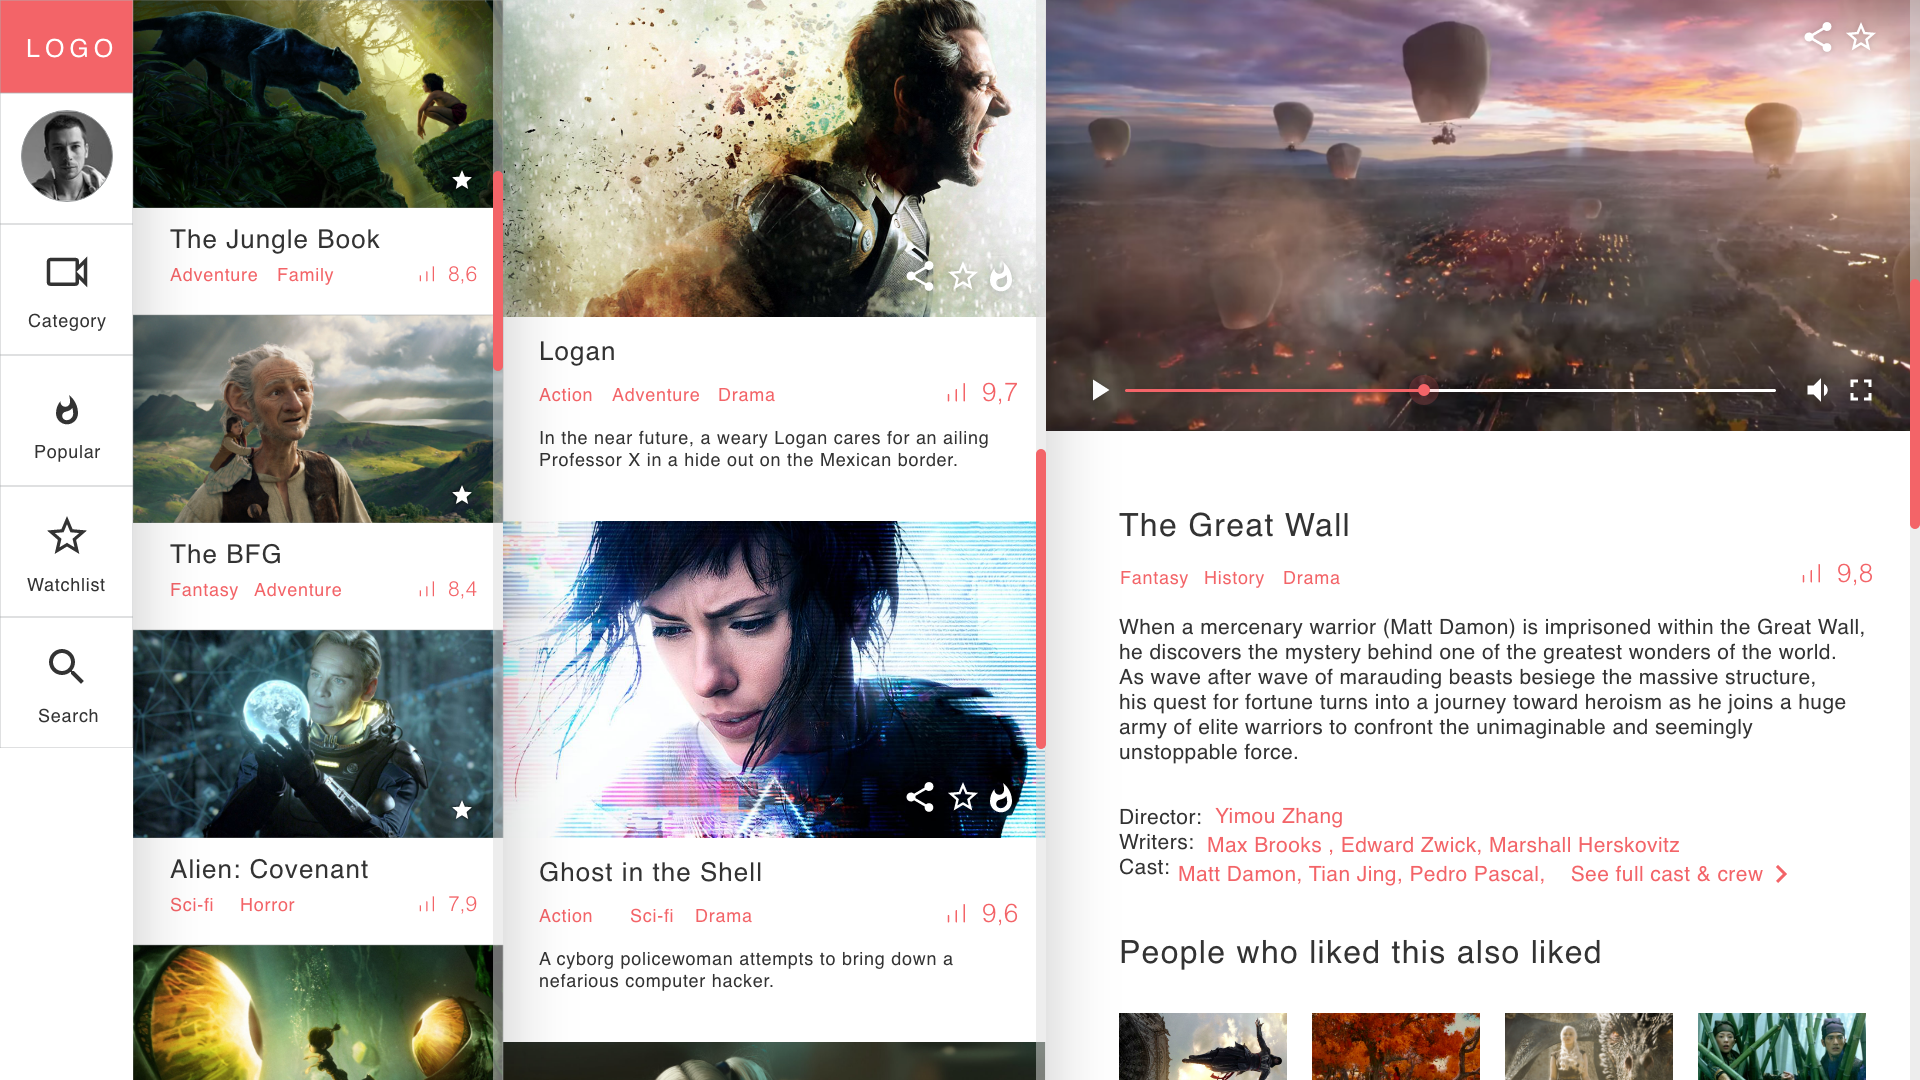 LOGO
Category
Popular
Watchlist
Search
The Jungle Book
Adventure Family 8,6
The BFG
Fantasy Adventure 8,4
Alien: Covenant
Sci-fi Horror 7,9
Logan
Action Adventure Drama 9,7
In the near future, a weary Logan cares for an ailing
Professor X in a hide out on the Mexican border.
Ghost in the Shell
Action Sci-fi Drama 9,6
A cyborg policewoman attempts to bring down a
nefarious computer hacker.
The Great Wall
Fantasy History Drama 9,8
When a mercenary warrior (Matt Damon) is imprisoned within the Great Wall,
he discovers the mystery behind one of the greatest wonders of the world.
As wave after wave of marauding beasts besiege the massive structure,
his quest for fortune turns into a journey toward heroism as he joins a huge
army of elite warriors to confront the unimaginable and seemingly
unstoppable force.
Director: Yimou Zhang
Writers: Max Brooks , Edward Zwick, Marshall Herskovitz
Cast: Matt Damon, Tian Jing, Pedro Pascal, See full cast & crew
People who liked this also liked